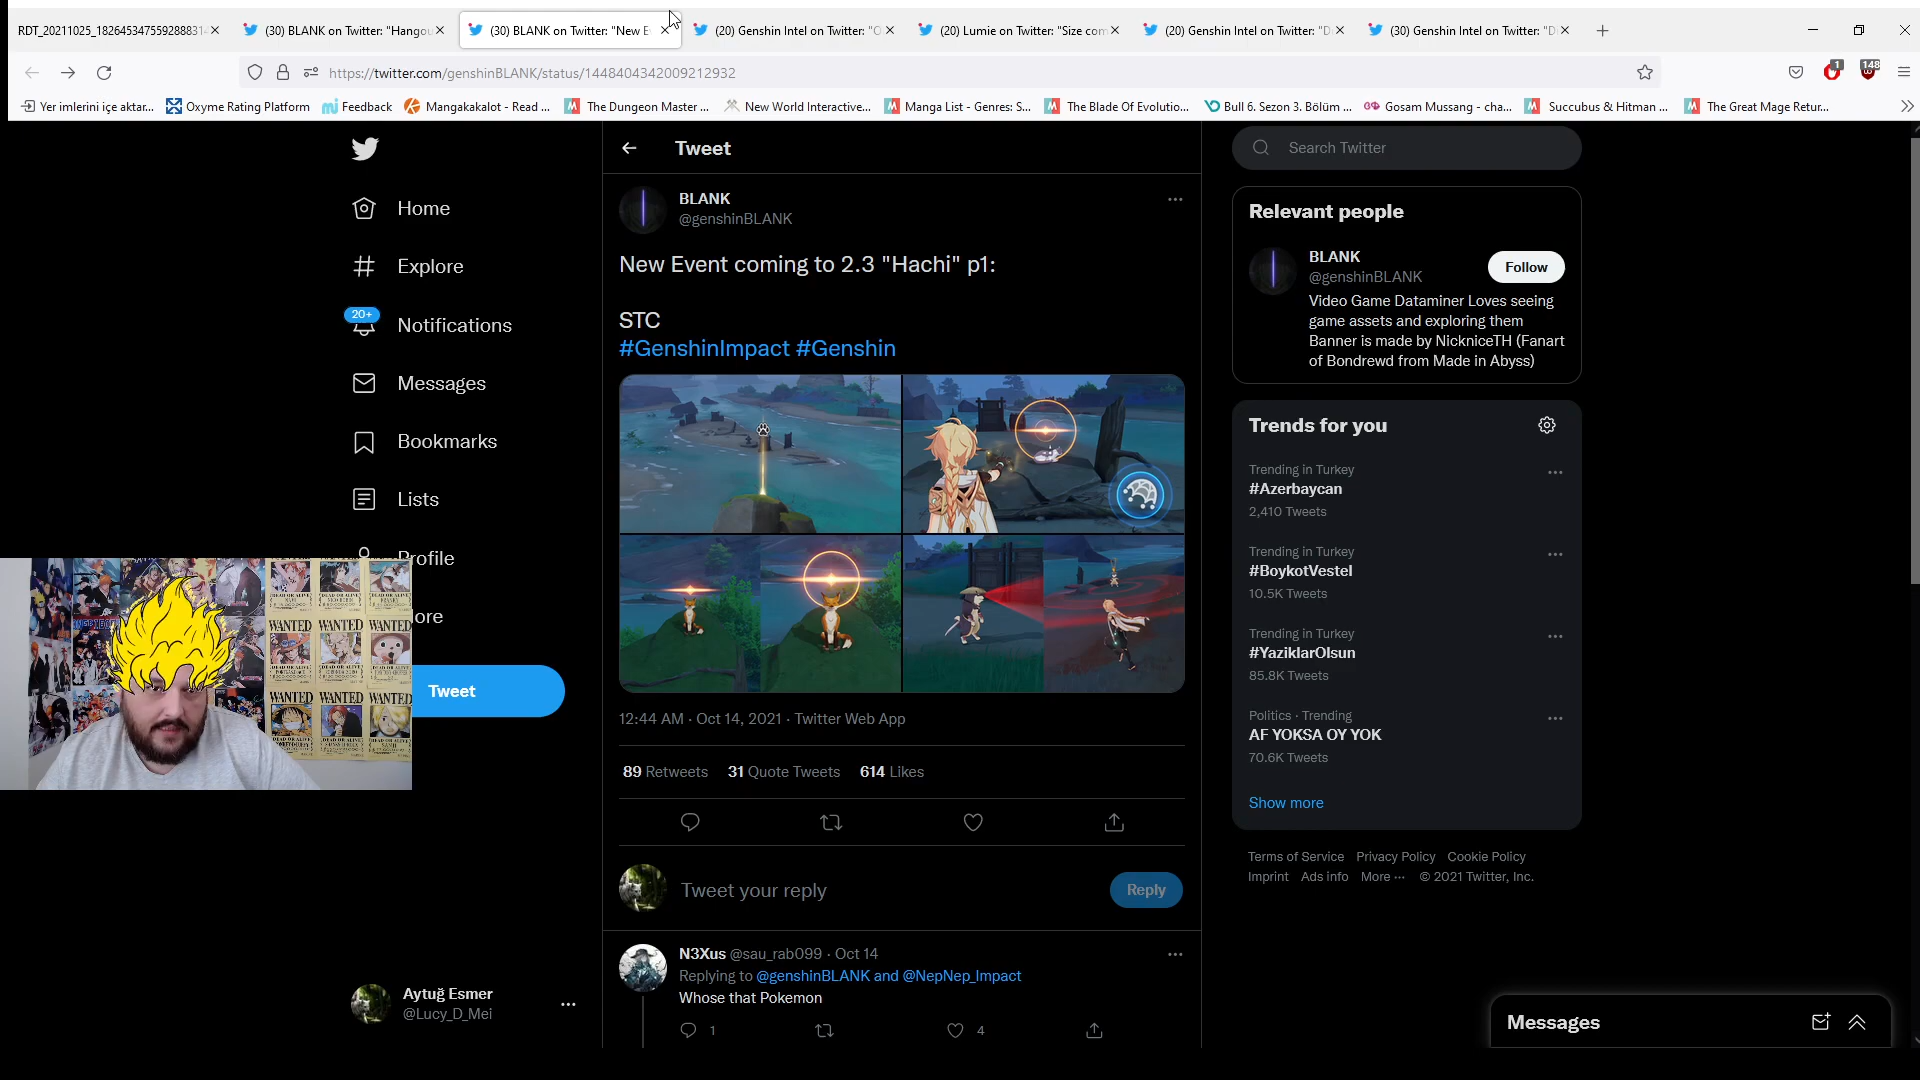 RDT_20211025_182645347559288831
(30) BLANK on Twitter: "Hangou
(30) BLANK on Twitter: "New E
(20) Genshin Intel on Twitter: "O
(20) Lumie on Twitter: "Size com
(20) Genshin Intel on Twitter: "D
(30) Genshin Intel on Twitter: "D
https://twitter.com/genshinBLANK/status/1448404342009212932
1
148
Yer imlerini içe aktar...
Oxyme Rating Platform
Feedback
Mangakakalot - Read ...
The Dungeon Master ...
New World Interactive...
Manga List - Genres: S...
The Blade Of Evolutio...
Bull 6. Sezon 3. Bölüm ...
Gosam Mussang - cha...
Succubus & Hitman ...
The Great Mage Retur...
Home
Explore
20+
Notifications
Messages
Bookmarks
Lists
Profile
ore
Tweet
WANTED WANTED WANTED
WANTED WANTED WANTED
Aytuğ Esmer
@Lucy_D_Mei
Tweet
BLANK
@genshinBLANK
New Event coming to 2.3 "Hachi" p1:
STC
#GenshinImpact #Genshin
12:44 AM · Oct 14, 2021 · Twitter Web App
89 Retweets 31 Quote Tweets 614 Likes
Tweet your reply
Reply
N3Xus @sau_rab099 · Oct 14
Replying to @genshinBLANK and @NepNep_Impact
Whose that Pokemon
1
4
Search Twitter
Relevant people
BLANK
@genshinBLANK
Follow
Video Game Dataminer Loves seeing
game assets and exploring them
Banner is made by NickniceTH (Fanart
of Bondrewd from Made in Abyss)
Trends for you
Trending in Turkey
#Azerbaycan
2,410 Tweets
Trending in Turkey
#BoykotVestel
10.5K Tweets
Trending in Turkey
#YaziklarOlsun
85.8K Tweets
Politics · Trending
AF YOKSA OY YOK
70.6K Tweets
Show more
Terms of Service Privacy Policy Cookie Policy
Imprint Ads info More ··· © 2021 Twitter, Inc.
Messages